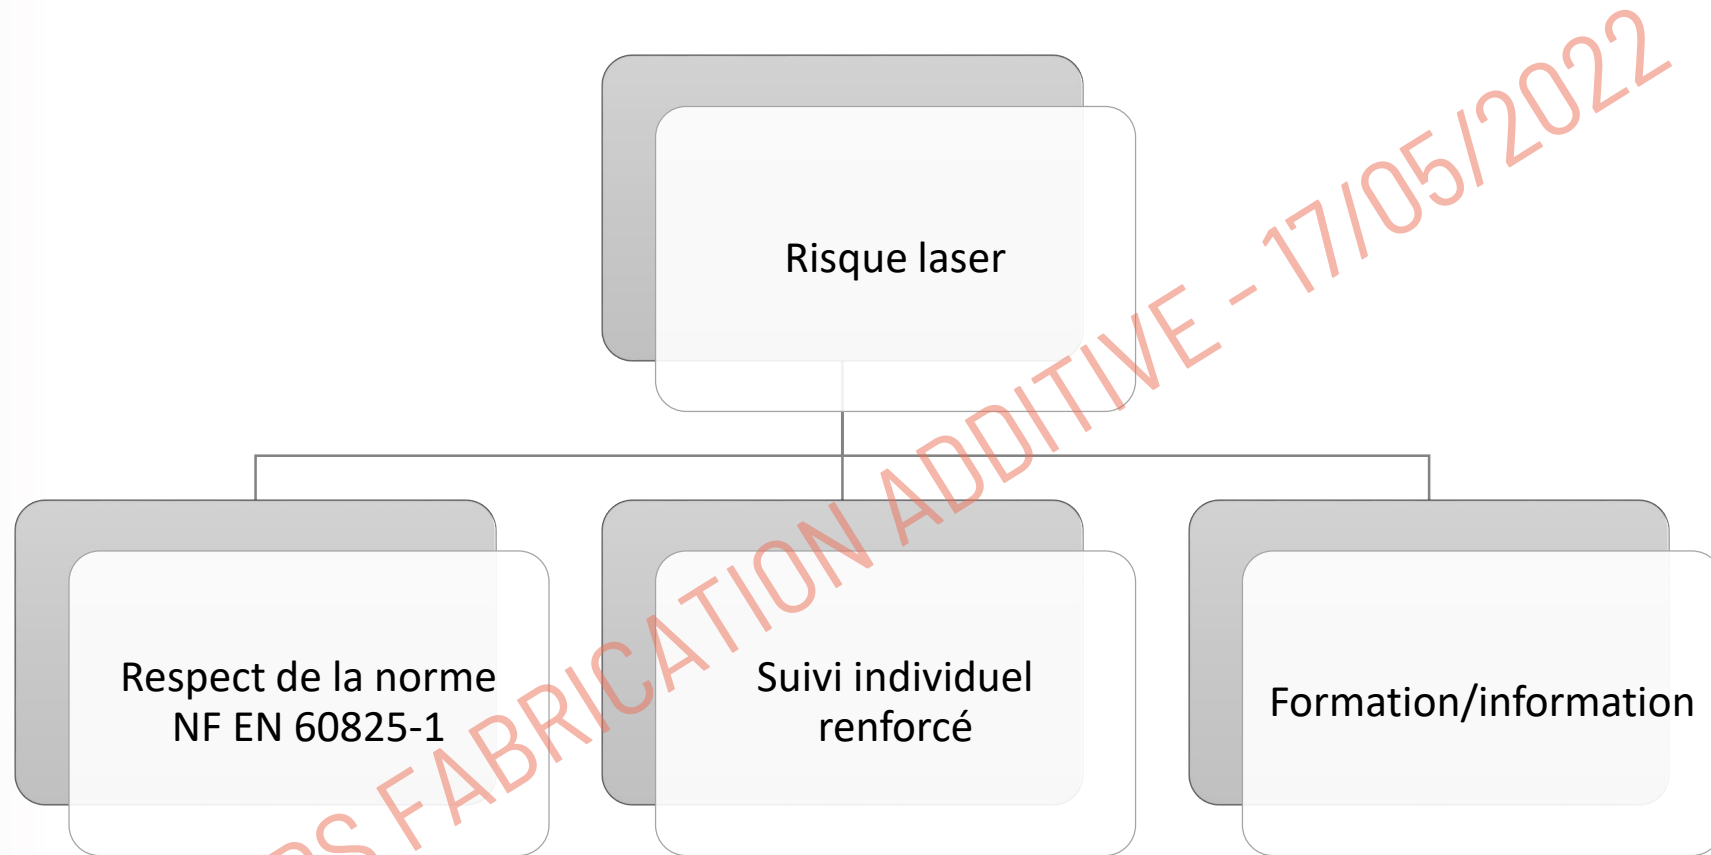 Risque laser
Respect de la norme
NF EN 60825-1
Suivi individuel
renforcé
Formation/information
FABRICATION ADDITIVE - 17/05/2022